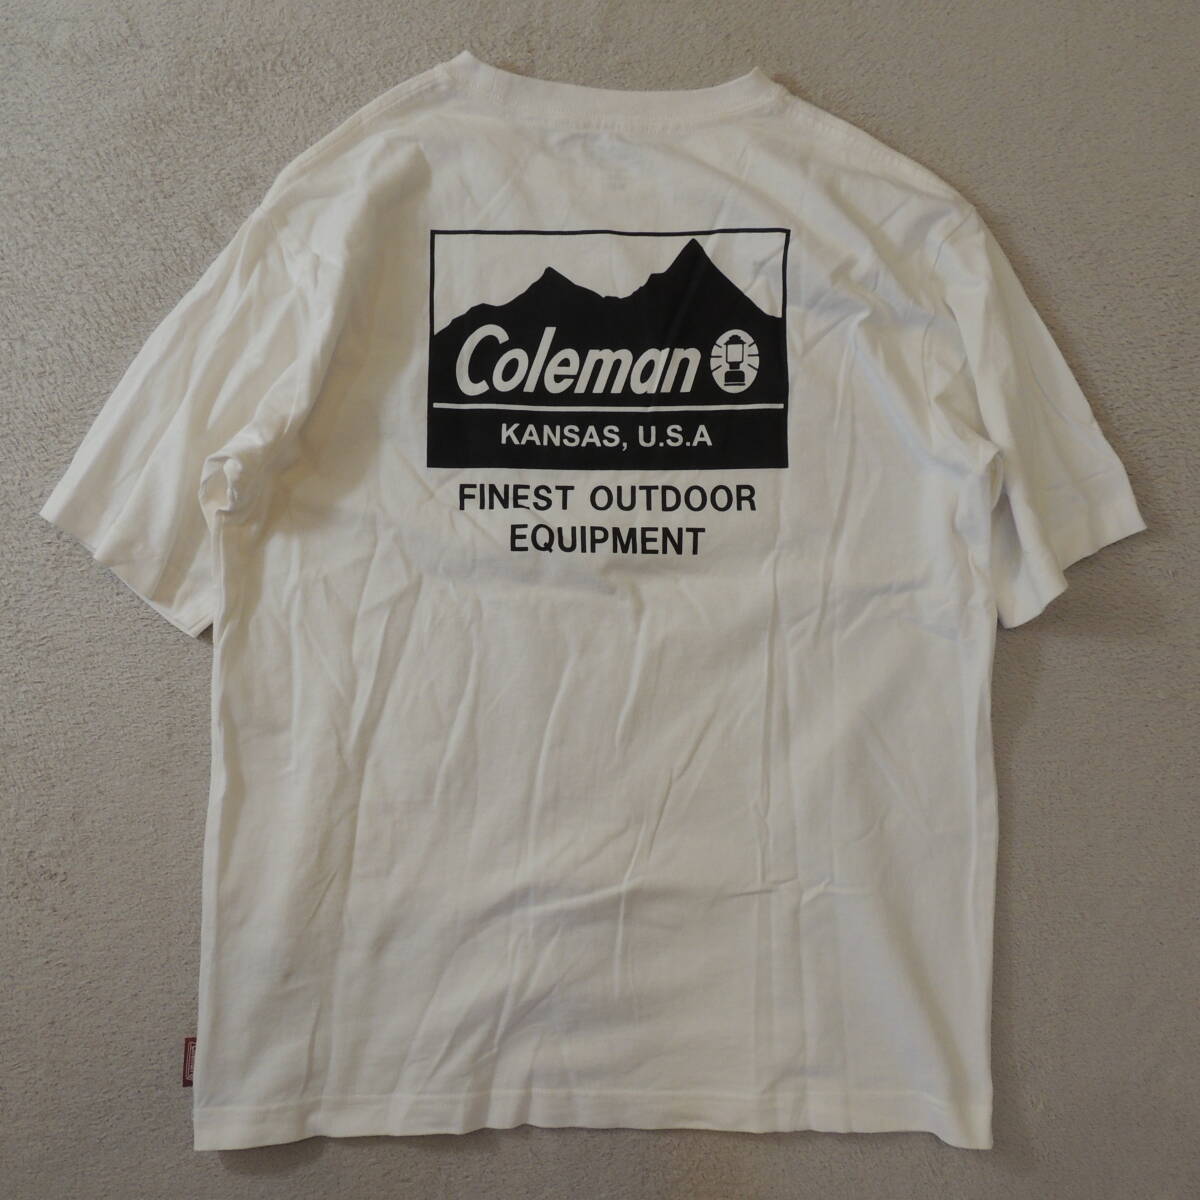 Coleman
KANSAS, U.S.A
FINEST OUTDOOR
EQUIPMENT